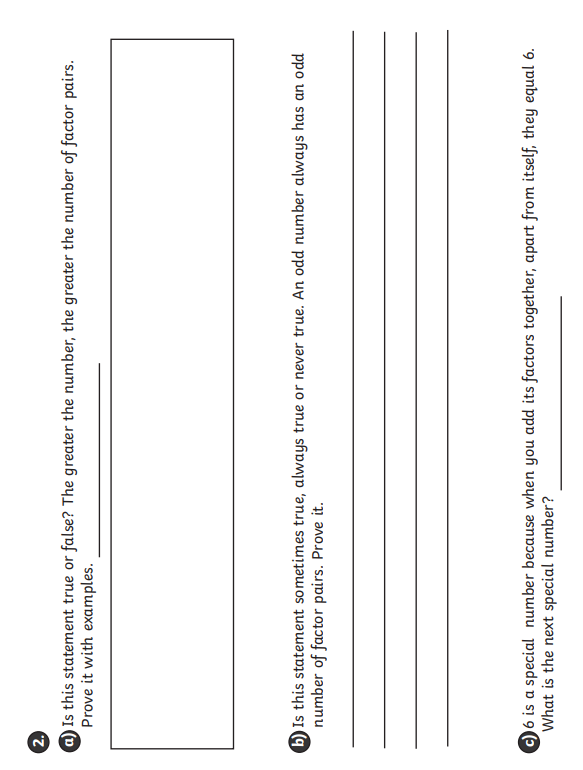 2.
a) Is this statement true or false? The greater the number, the greater the number of factor pairs.
Prove it with examples.
b) Is this statement sometimes true, always true or never true. An odd number always has an odd
number of factor pairs. Prove it.
c) 6 is a special number because when you add its factors together, apart from itself, they equal 6.
What is the next special number?